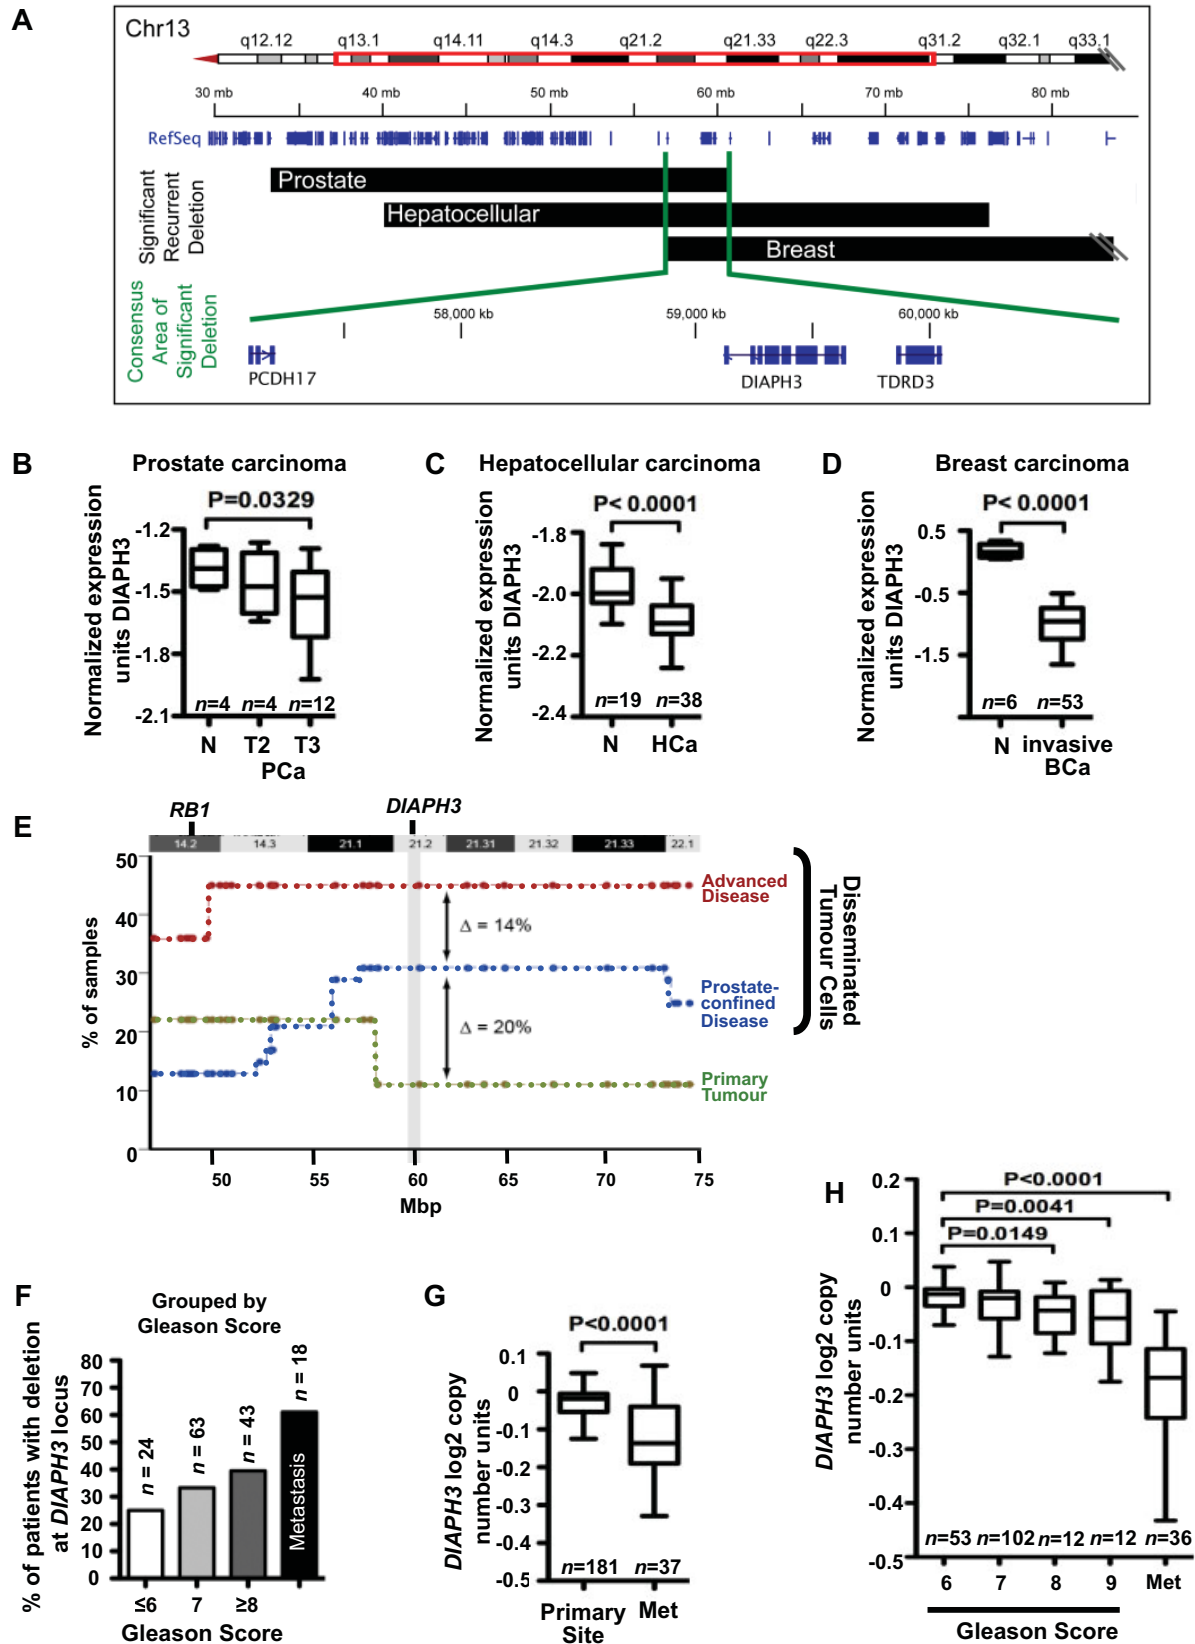 A
Chr13
q12.12 q13.1 q14.11 q14.3 q21.2 q21.33 q22.3 q31.2 q32.1 q33.1
30 mb 40 mb 50 mb 60 mb 70 mb 80 mb
RefSeq
Significant
Recurrent
Deletion
Prostate
Hepatocellular
Breast
Consensus
Area of
Significant
Deletion
58,000 kb 59,000 kb 60,000 kb
PCDH17 DIAPH3 TDRD3
B
Prostate carcinoma
P=0.0329
Normalized expression
units DIAPH3
-1.2
-1.5
-1.8
-2.1
n=4 n=4 n=12
N T2 T3
PCa
C
Hepatocellular carcinoma
P< 0.0001
Normalized expression
units DIAPH3
-1.8
-2.0
-2.2
-2.4
n=19 n=38
N HCa
D
Breast carcinoma
P< 0.0001
Normalized expression
units DIAPH3
0.5
-0.5
-1.5
n=6 n=53
N invasive
BCa
E
RB1 DIAPH3
14.2 14.3 21.1 21.2 21.31 21.32 21.33 22.1
% of samples
50
40
30
20
10
0
Δ = 14%
Δ = 20%
Advanced
Disease
Prostate-
confined
Disease
Primary
Tumour
Disseminated
Tumour Cells
50 55 60 65 70 75
Mbp
F
Grouped by
Gleason Score
% of patients with deletion
at DIAPH3 locus
80
70
60
50
40
30
20
10
0
n = 24
n = 63
n = 43
n = 18
Metastasis
≤6 7 ≥8
Gleason Score
G
P<0.0001
DIAPH3 log2 copy
number units
0.1
0
-0.1
-0.2
-0.3
-0.4
-0.5
n=181 n=37
Primary Met
Site
H
P<0.0001
P=0.0041
P=0.0149
DIAPH3 log2 copy
number units
0.2
0.1
0
-0.1
-0.2
-0.3
-0.4
-0.5
n=53 n=102 n=12 n=12 n=36
6 7 8 9 Met
Gleason Score